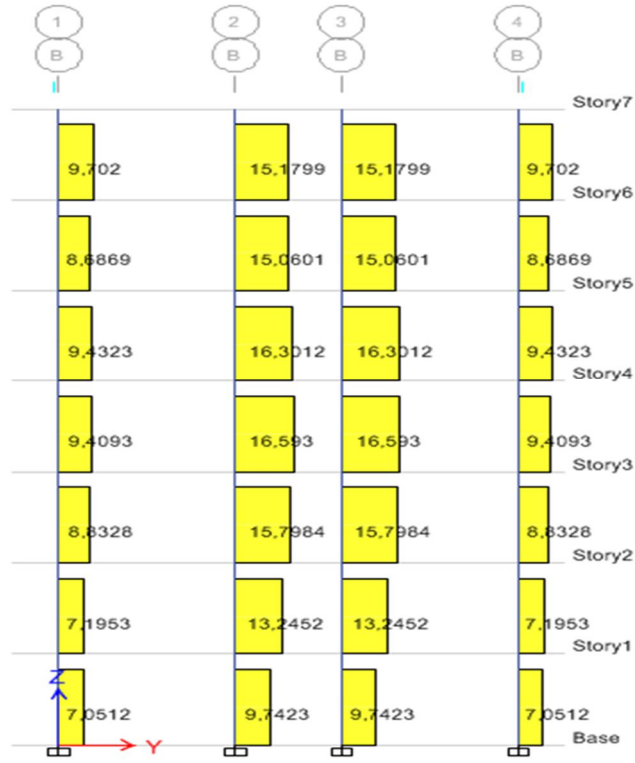 1 2 3 4
B B B B
Story7
9,702 15,1799 15,1799 9,702
Story6
8,6869 15,0601 15,0601 8,6869
Story5
9,4323 16,3012 16,3012 9,4323
Story4
9,4093 16,593 16,593 9,4093
Story3
8,8328 15,7984 15,7984 8,8328
Story2
7,1953 13,2452 13,2452 7,1953
Story1
Z
7,0512 9,7423 9,7423 7,0512
Base
Y